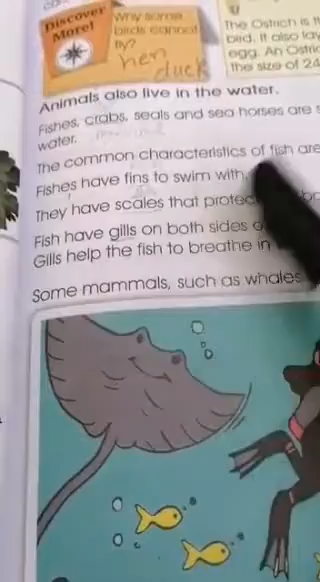 Discover
More!
Why some
birds cannot
fly?
hen
duck
The Ostrich is
bird. It also
egg. An
the size of 24
Animals also live in the water.
Fishes, crabs, seals and sea horses are
water.
The common characteristics of fish are
Fishes have fins to swim with,
They have scales that
Fish have gills on both sides
Gills help the fish to breathe in
Some mammals, such as whales